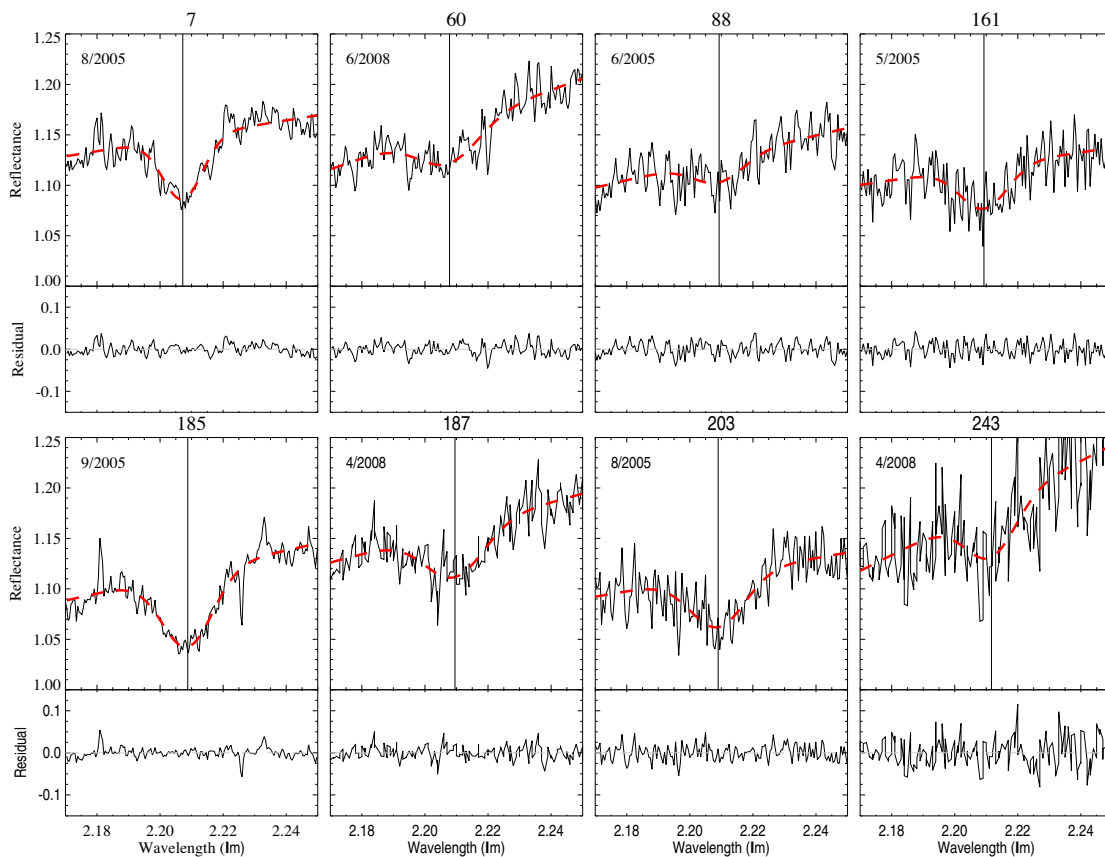 7 60 88 161
1.25
1.20
1.15
1.10
1.05
1.00
Reflectance
8/2005 6/2008 6/2005 5/2005
0.1
0.0
-0.1
Residual
185 187 203 243
1.25
1.20
1.15
1.10
1.05
1.00
Reflectance
9/2005 4/2008 8/2005 4/2008
0.1
0.0
-0.1
Residual
2.18 2.20 2.22 2.24 2.18 2.20 2.22 2.24 2.18 2.20 2.22 2.24 2.18 2.20 2.22 2.24
Wavelength (lm) Wavelength (lm) Wavelength (lm) Wavelength (lm)